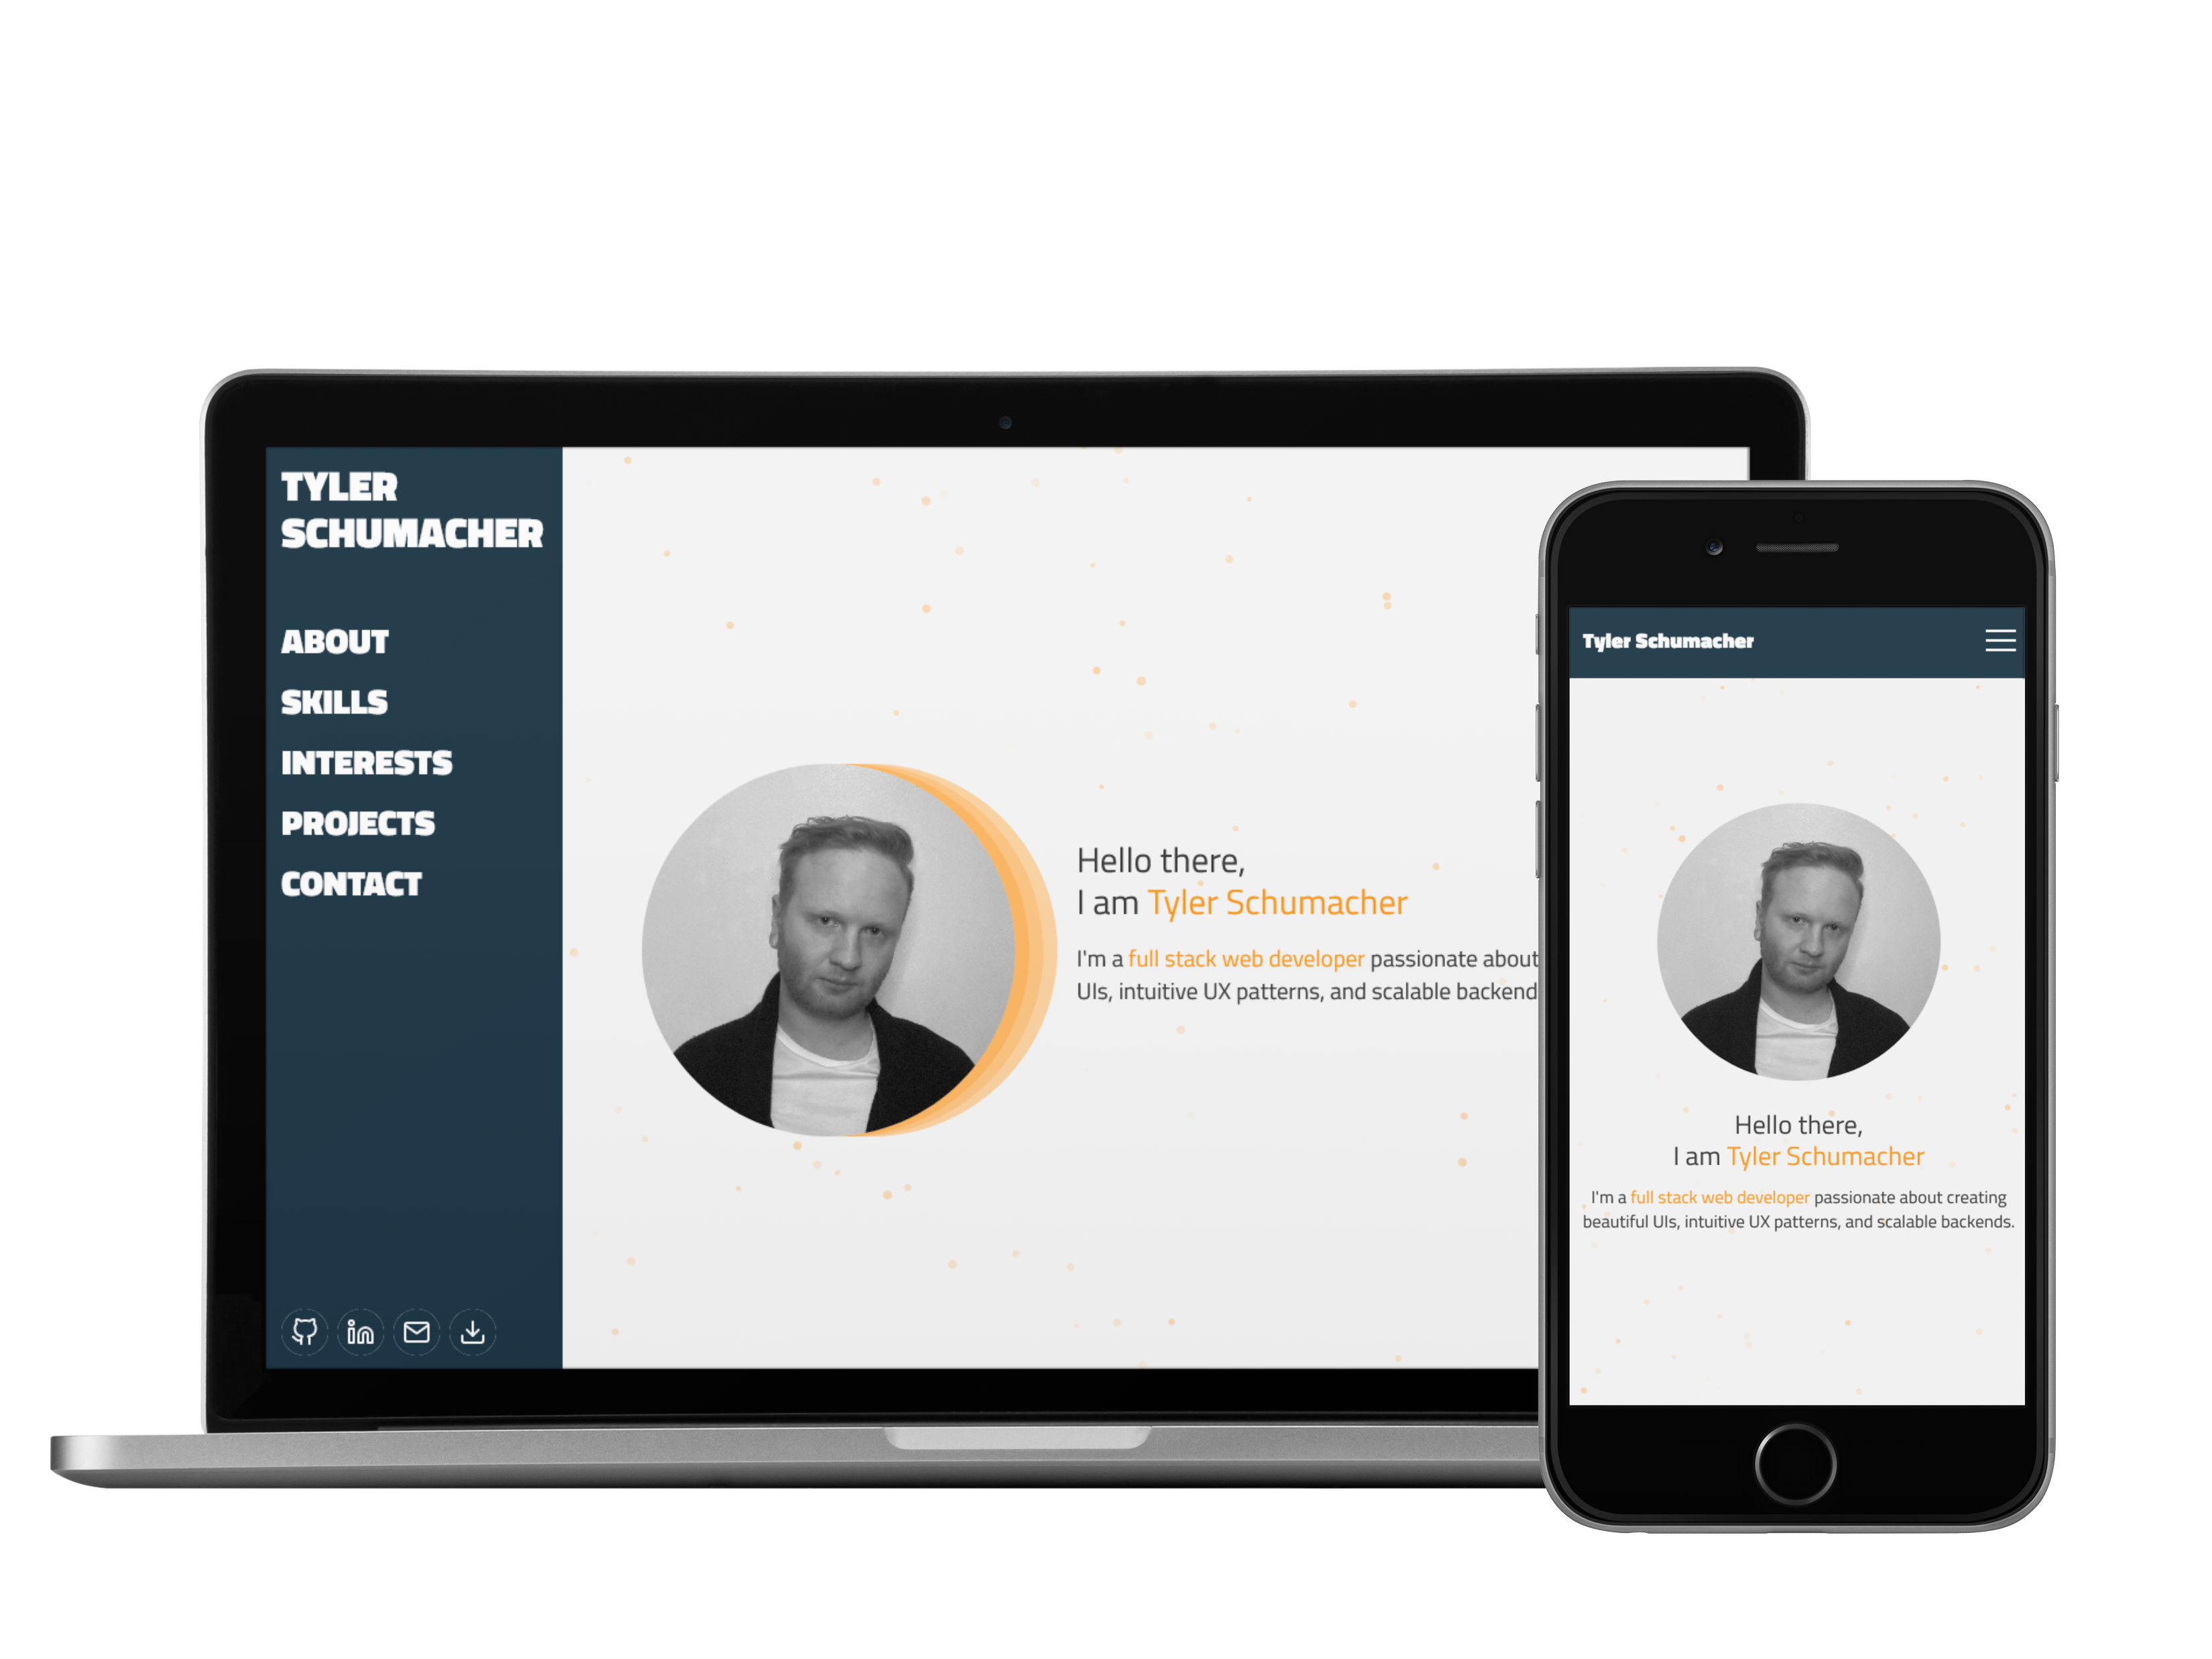 TYLER
SCHUMACHER
ABOUT
SKILLS
INTERESTS
PROJECTS
CONTACT
Hello there,
I am Tyler Schumacher
I'm a full stack web developer passionate about
UIs, intuitive UX patterns, and scalable backend
Tyler Schumacher
Hello there,
I am Tyler Schumacher
I'm a full stack web developer passionate about creating
beautiful UIs, intuitive UX patterns, and scalable backends.